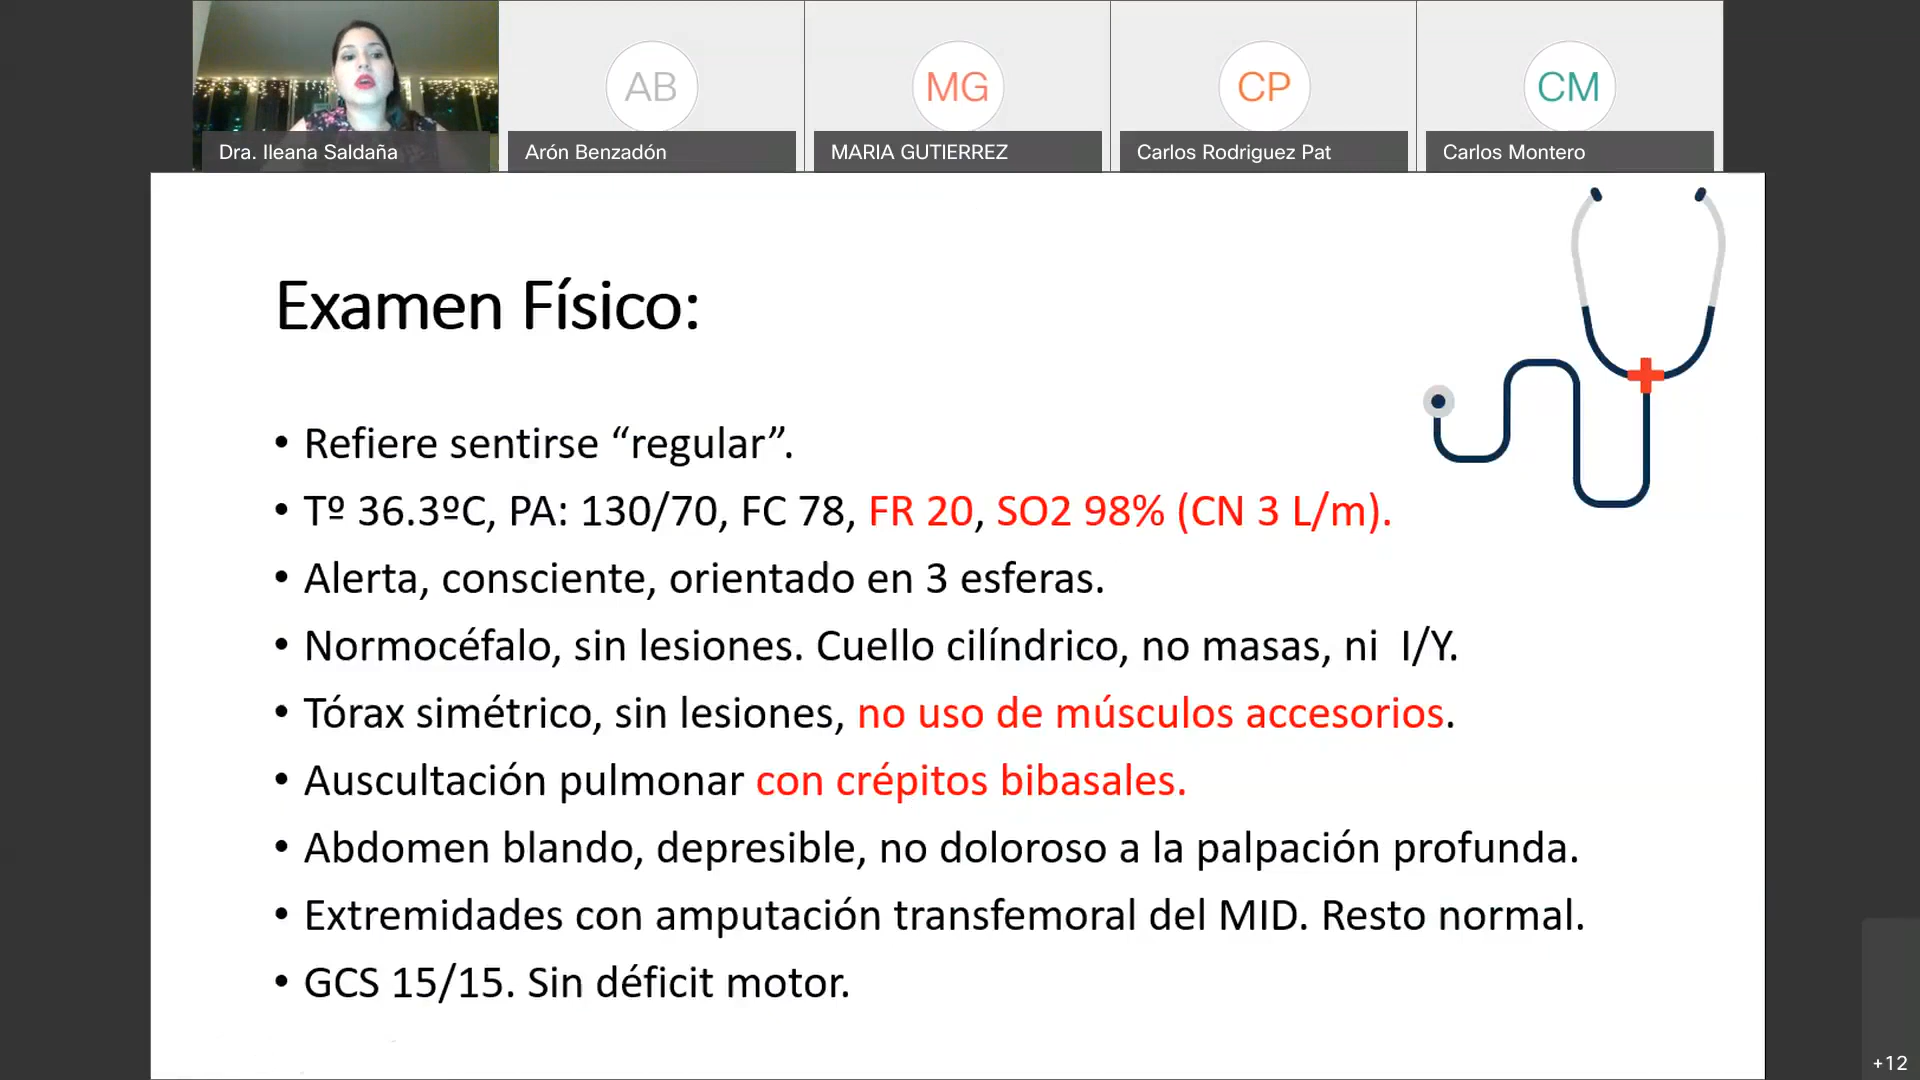 AB
MG
CP
CM
Dra. Ileana Saldaña
Arón Benzadón
MARIA GUTIERREZ
Carlos Rodriguez Pat
Carlos Montero
Examen Físico:
• Refiere sentirse “regular”.
• Tº 36.3ºC, PA: 130/70, FC 78, FR 20, SO2 98% (CN 3 L/m).
• Alerta, consciente, orientado en 3 esferas.
• Normocéfalo, sin lesiones. Cuello cilíndrico, no masas, ni I/Y.
• Tórax simétrico, sin lesiones, no uso de músculos accesorios.
• Auscultación pulmonar con crépitos bibasales.
• Abdomen blando, depresible, no doloroso a la palpación profunda.
• Extremidades con amputación transfemoral del MID. Resto normal.
• GCS 15/15. Sin déficit motor.
+12